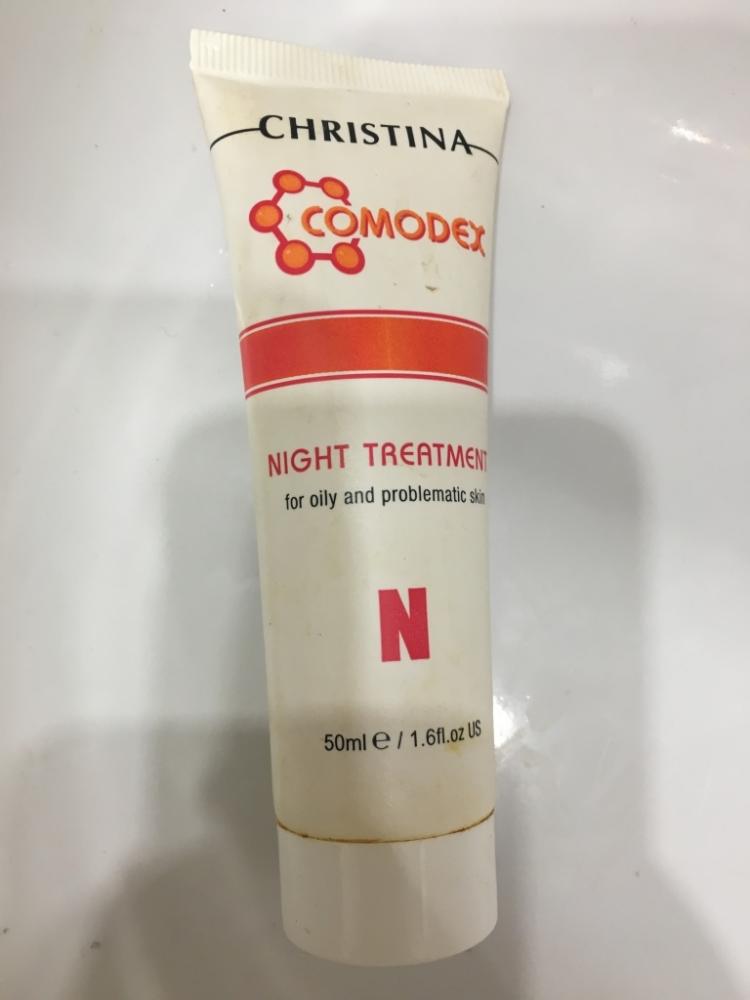 CHRISTINA
COMODEX
NIGHT TREATMENT
for oily and problematic skin
N
50ml ℮ / 1.6fl.oz US